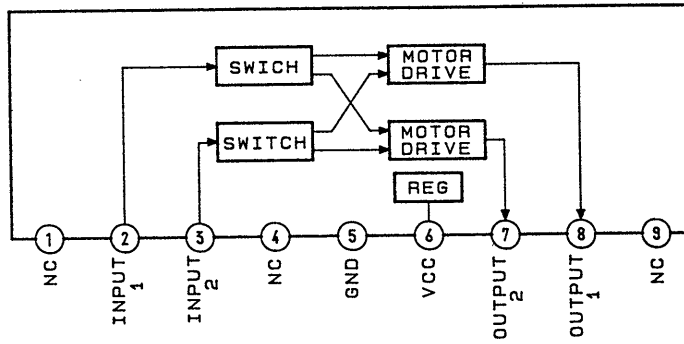 SWICH
MOTOR
DRIVE
SWITCH
MOTOR
DRIVE
REG
1
2
3
4
5
6
7
8
9
NC
INPUT
1
INPUT
2
NC
GND
VCC
OUTPUT
2
OUTPUT
1
NC